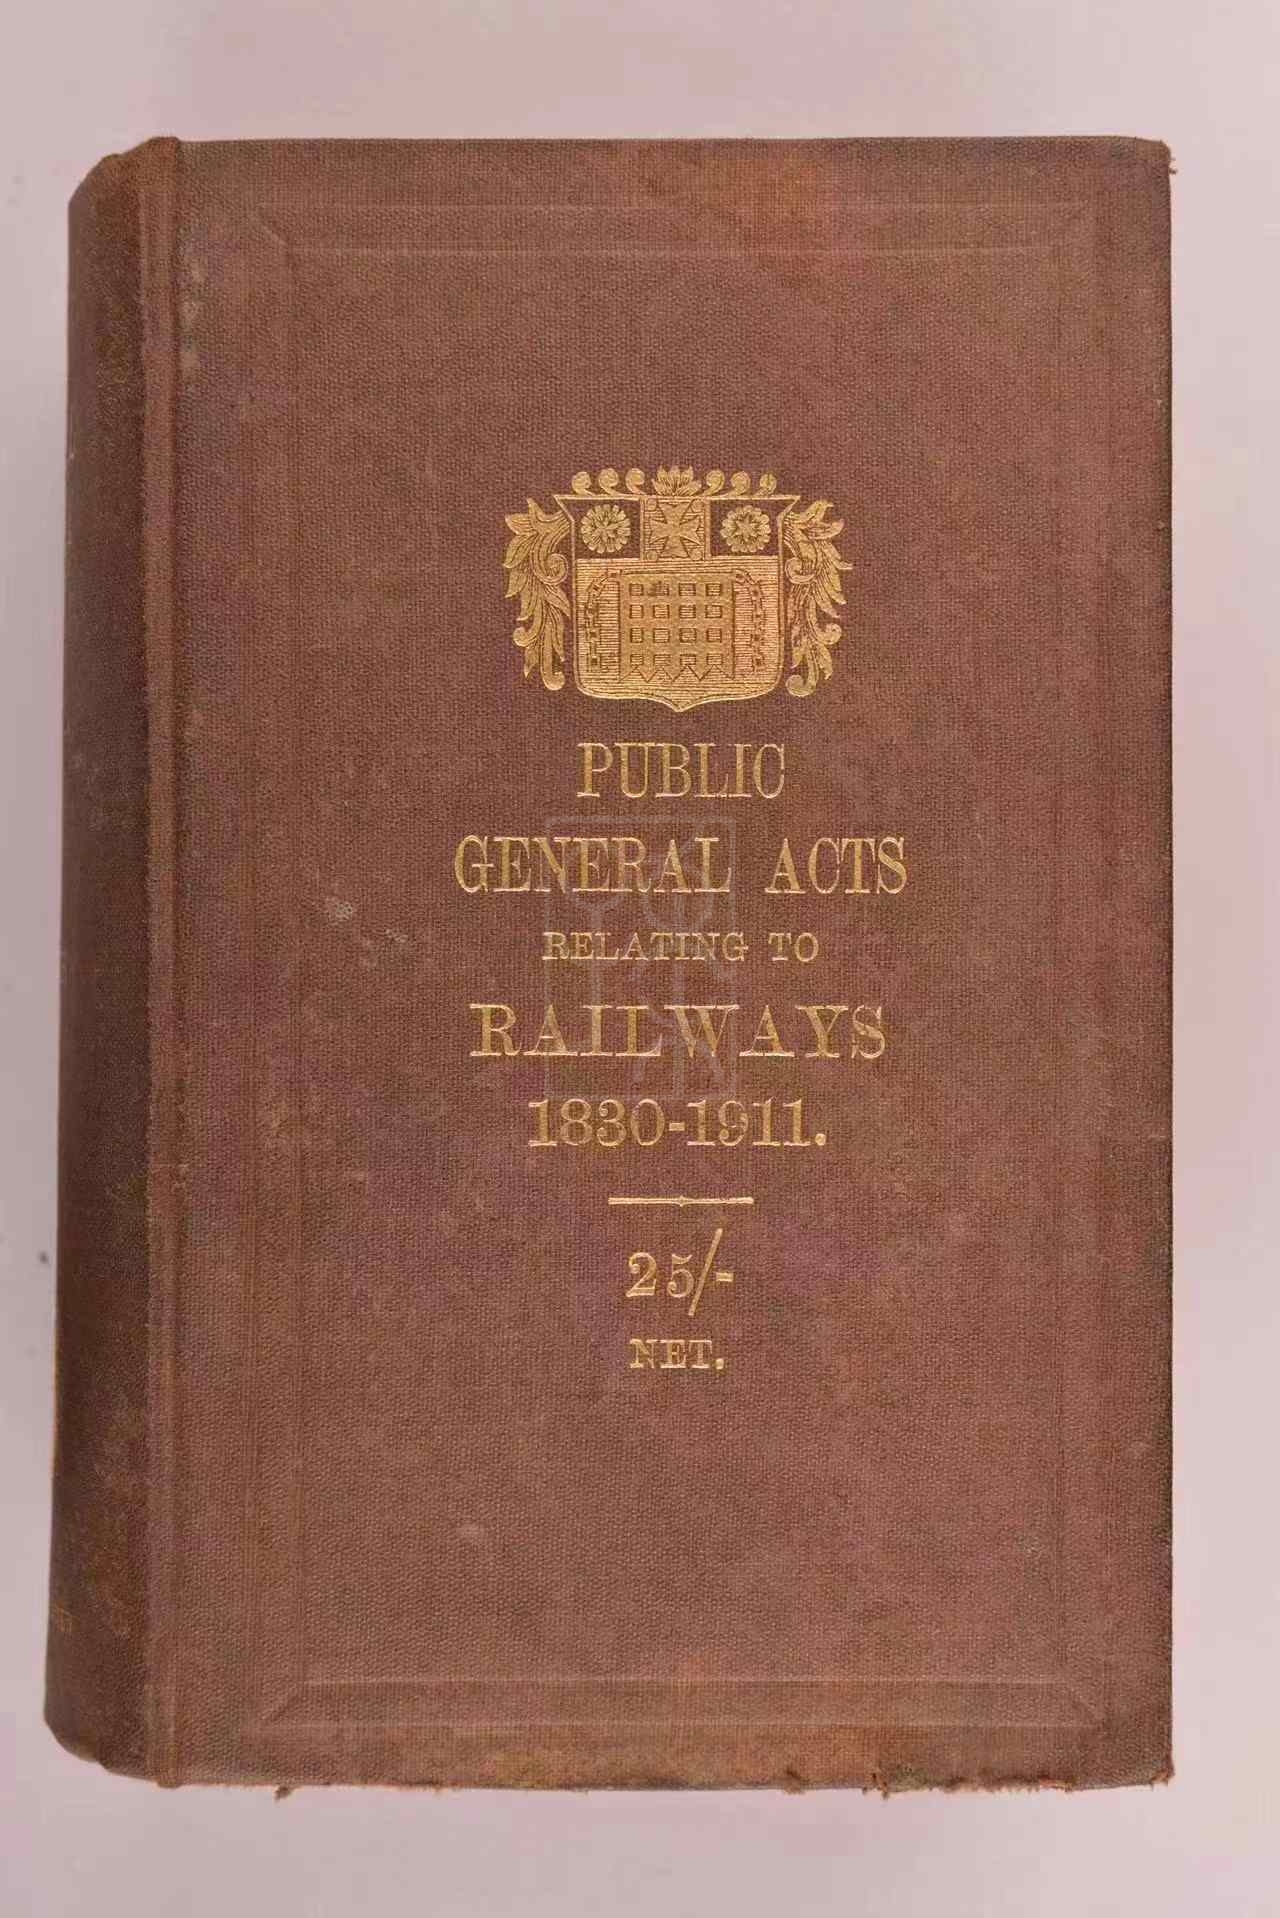 PUBLIC
GENERAL ACTS
RELATING TO
RAILWAYS
1830-1911.
25/-
NET.